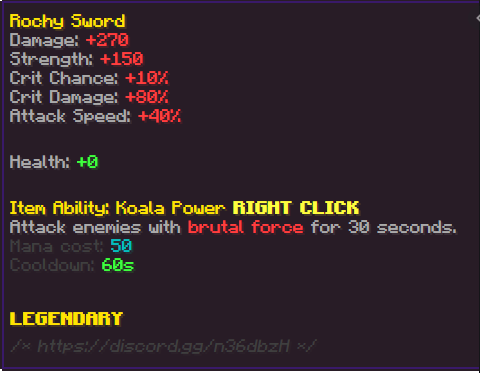 Rochy Sword
Damage: +270
Strength: +150
Crit Chance: +10%
Crit Damage: +80%
Attack Speed: +40%
Health: +0
Item Ability: Koala Power RIGHT CLICK
Attack enemies with brutal force for 30 seconds.
Mana cost: 50
Cooldown: 60s
LEGENDARY
/* https://discord.gg/n36dbzH */